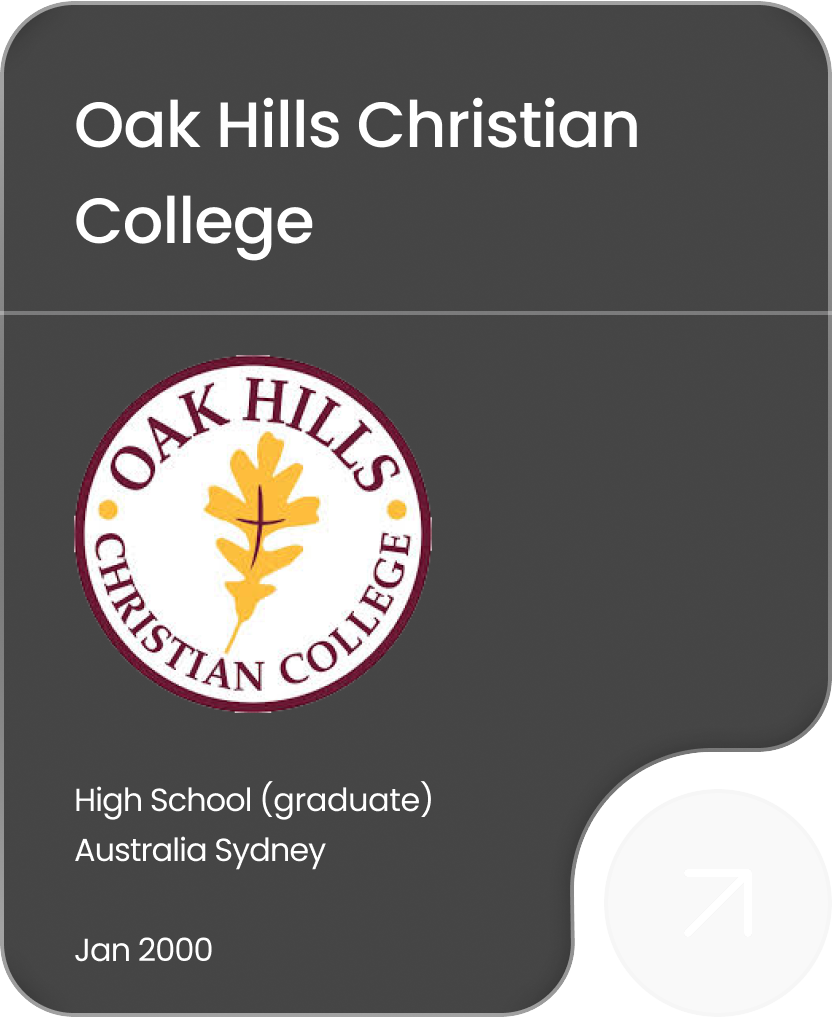 Oak Hills Christian
College
OAK HILLS
CHRISTIAN COLLEGE
High School (graduate)
Australia Sydney
Jan 2000